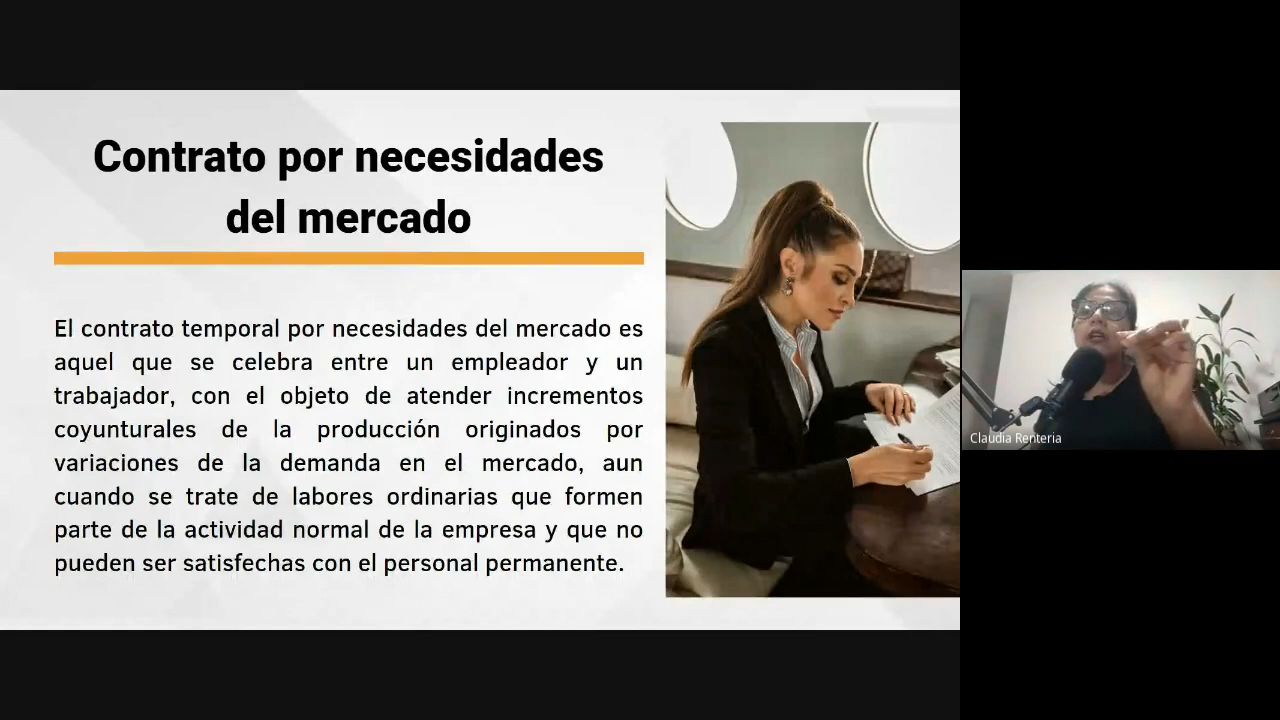 Contrato por necesidades
del mercado
El contrato temporal por necesidades del mercado es
aquel que se celebra entre un empleador y un
trabajador, con el objeto de atender incrementos
coyunturales de la producción originados por
variaciones de la demanda en el mercado, aun
cuando se trate de labores ordinarias que formen
parte de la actividad normal de la empresa y que no
pueden ser satisfechas con el personal permanente.
Claudia Renteria